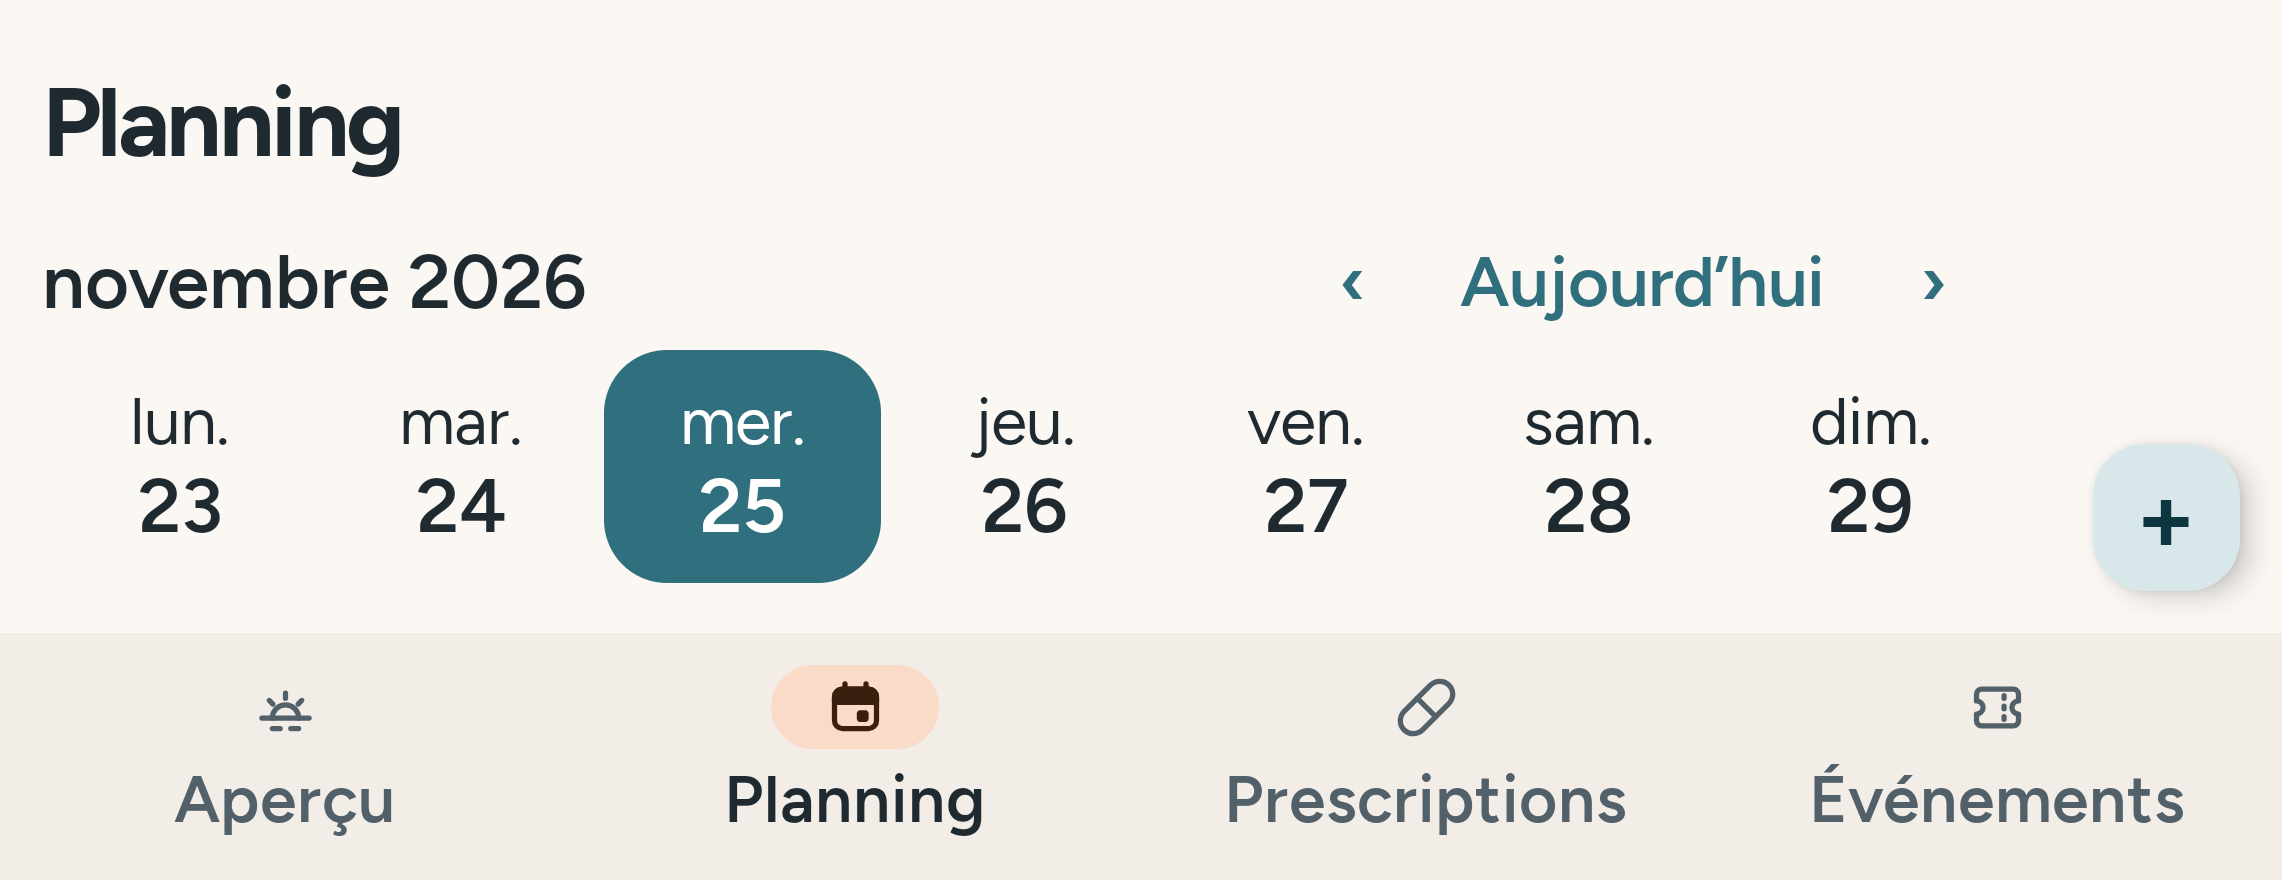 Planning
novembre 2026
‹ Aujourd’hui ›
lun. mar. mer. jeu. ven. sam. dim.
23 24 25 26 27 28 29
+
Aperçu Planning Prescriptions Événements